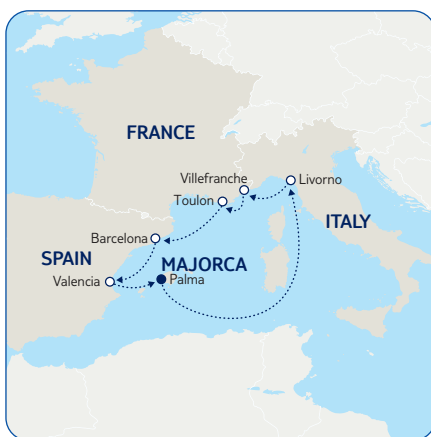 FRANCE
Villefranche
Livorno
Toulon
ITALY
Barcelona
SPAIN
MAJORCA
Valencia
Palma